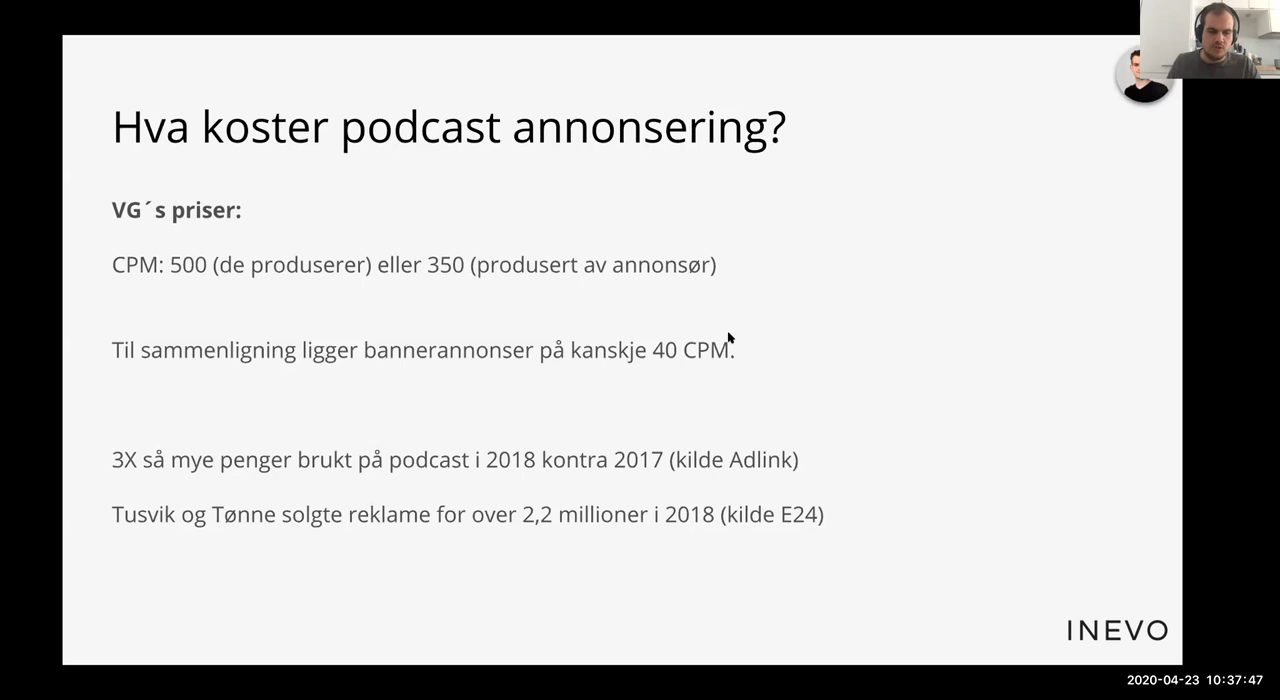 Hva koster podcast annonsering?
VG´s priser:
CPM: 500 (de produserer) eller 350 (produsert av annonsør)
Til sammenligning ligger bannerannonser på kanskje 40 CPM.
3X så mye penger brukt på podcast i 2018 kontra 2017 (kilde Adlink)
Tusvik og Tønne solgte reklame for over 2,2 millioner i 2018 (kilde E24)
INEVO
2020-04-23 10:37:47